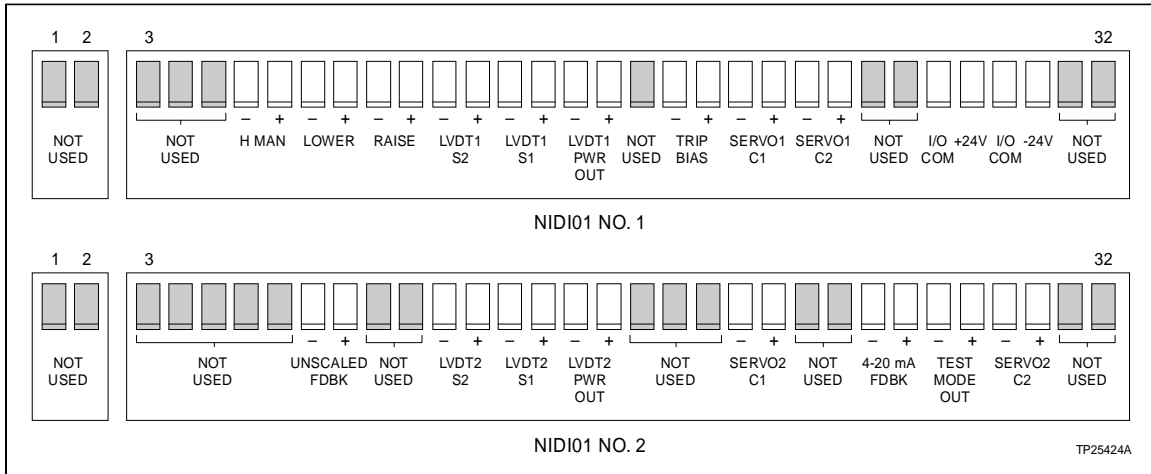 1 2 3 32
– + – + – + – + – + – + – + – + – +
NOT USED NOT USED H MAN LOWER RAISE LVDT1 S2 LVDT1 S1 LVDT1 PWR OUT NOT USED TRIP BIAS SERVO1 C1 SERVO1 C2 NOT USED I/O COM +24V I/O COM -24V NOT USED
NIDI01 NO. 1
1 2 3 32
– + – + – + – + – + – + – + – +
NOT USED NOT USED UNSCALED FDBK NOT USED LVDT2 S2 LVDT2 S1 LVDT2 PWR OUT NOT USED SERVO2 C1 NOT USED 4-20 mA FDBK TEST MODE OUT SERVO2 C2 NOT USED
NIDI01 NO. 2
TP25424A